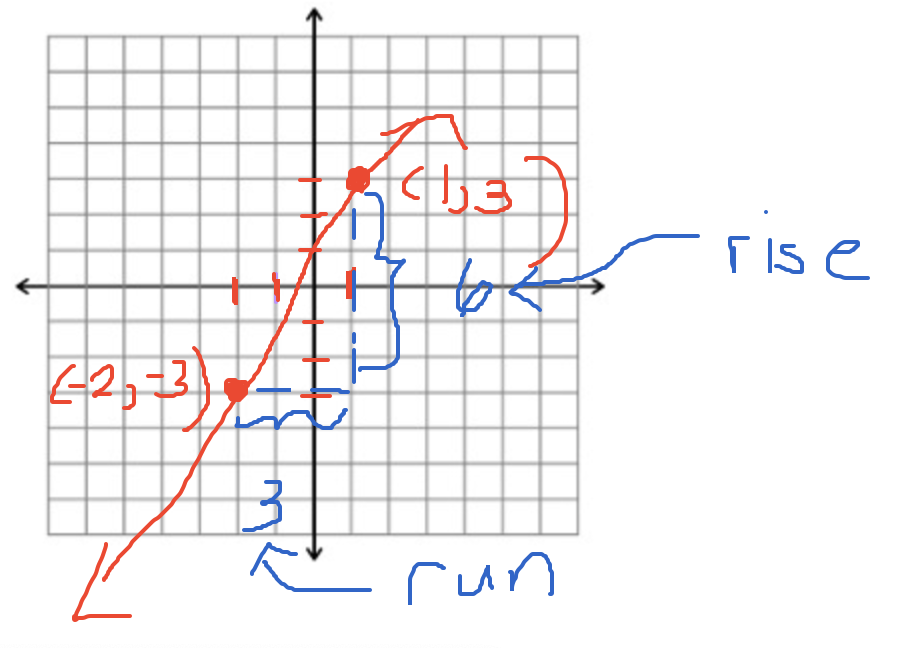 (1,3)
6
rise
(-2,-3)
3
run